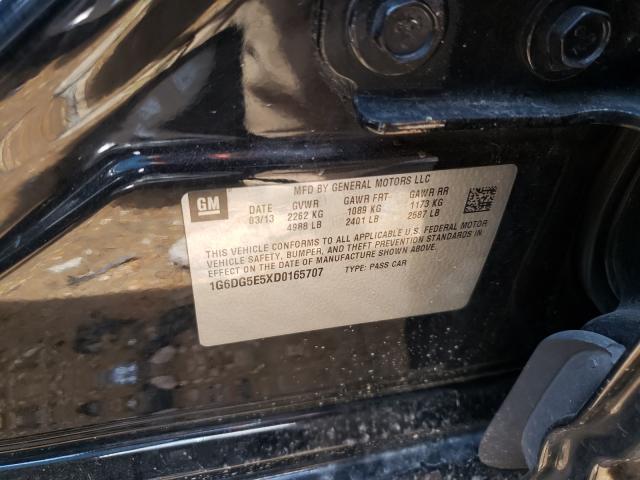 MFD BY GENERAL MOTORS LLC
GM DATE GVWR GAWR FRT GAWR RR
03/13 2262 KG 1089 KG 1173 KG
4988 LB 2401 LB 2587 LB
THIS VEHICLE CONFORMS TO ALL APPLICABLE U.S. FEDERAL MOTOR
VEHICLE SAFETY, BUMPER, AND THEFT PREVENTION STANDARDS IN
EFFECT ON THE DATE OF MANUFACTURE SHOWN ABOVE.
1G6DG5E5XD0165707 TYPE: PASS CAR